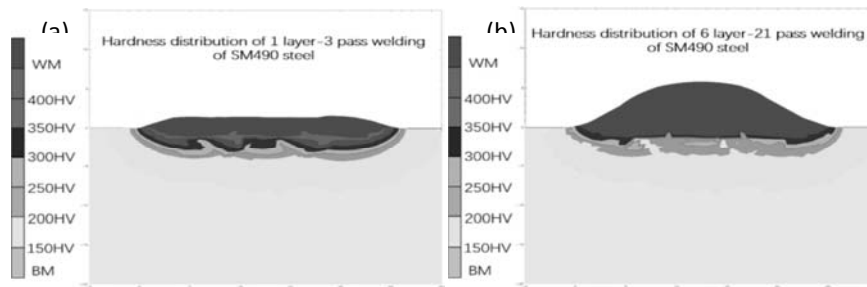 (a)
Hardness distribution of 1 layer-3 pass welding
of SM490 steel
WM
400HV
350HV
300HV
250HV
200HV
150HV
BM
(b)
Hardness distribution of 6 layer-21 pass welding
of SM490 steel
WM
400HV
350HV
300HV
250HV
200HV
150HV
BM